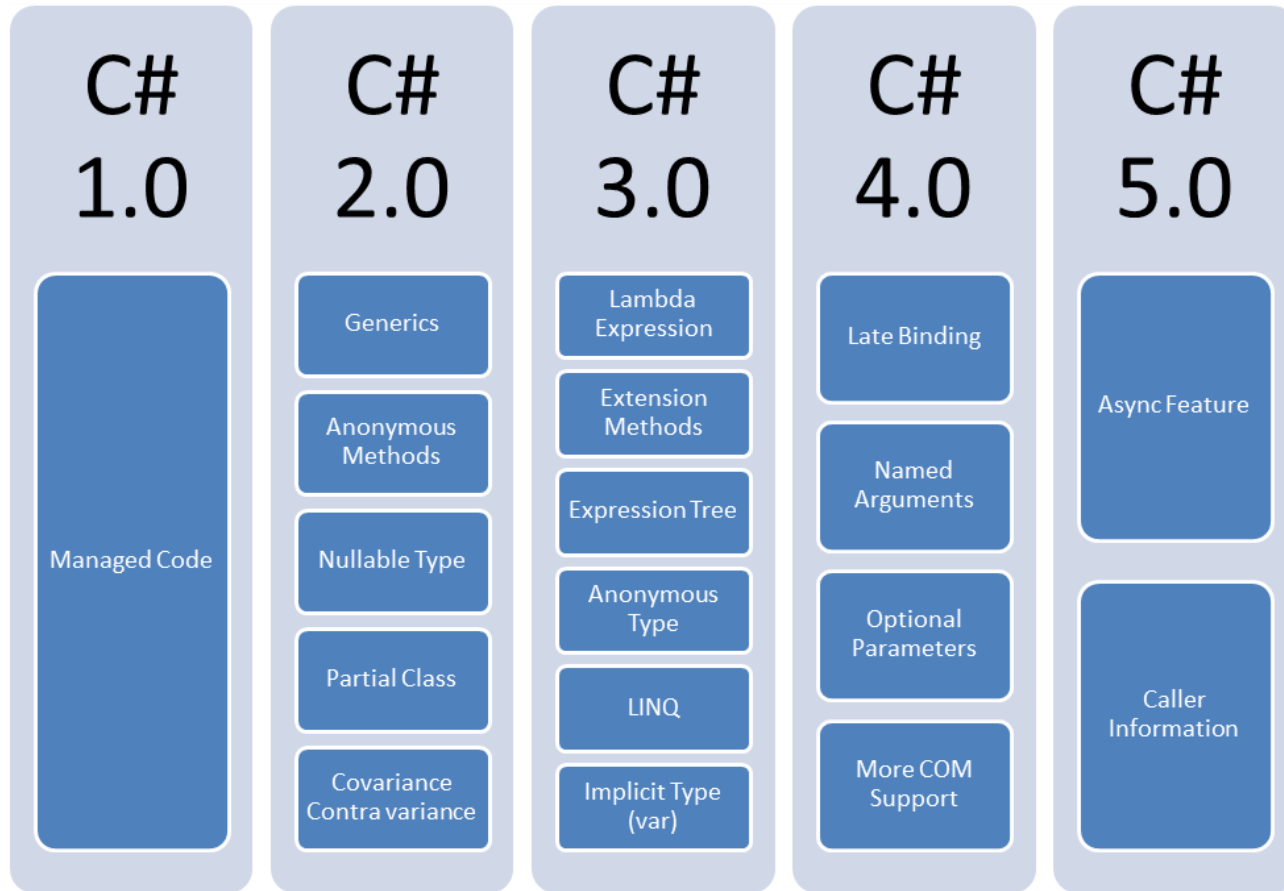 C#
1.0
Managed Code
C#
2.0
Generics
Anonymous
Methods
Nullable Type
Partial Class
Covariance
Contra variance
C#
3.0
Lambda
Expression
Extension
Methods
Expression Tree
Anonymous
Type
LINQ
Implicit Type
(var)
C#
4.0
Late Binding
Named
Arguments
Optional
Parameters
More COM
Support
C#
5.0
Async Feature
Caller
Information